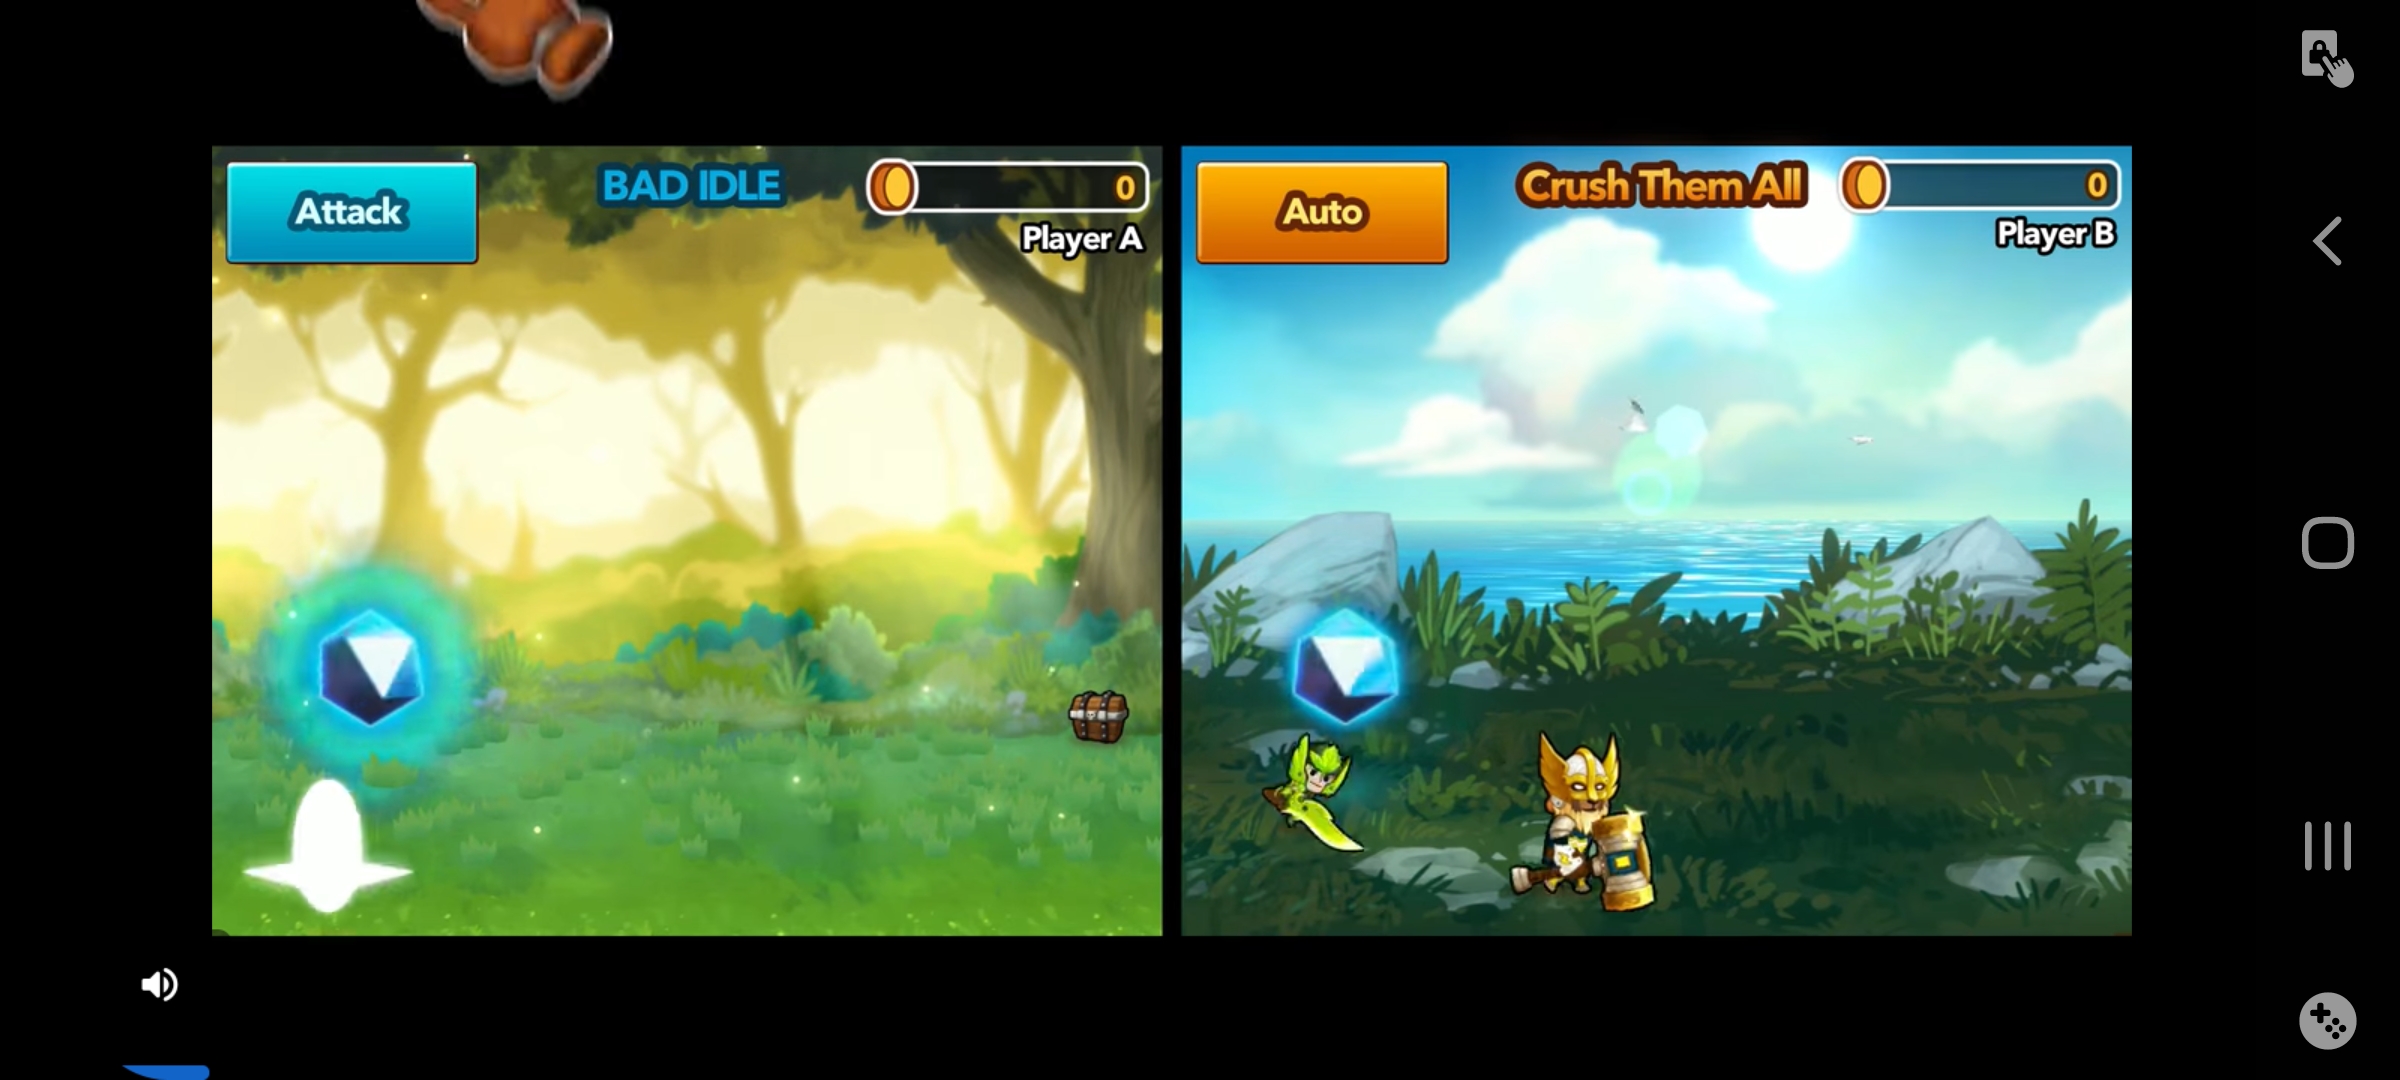 Attack
BAD IDLE
0
Player A
Auto
Crush Them All
0
Player B